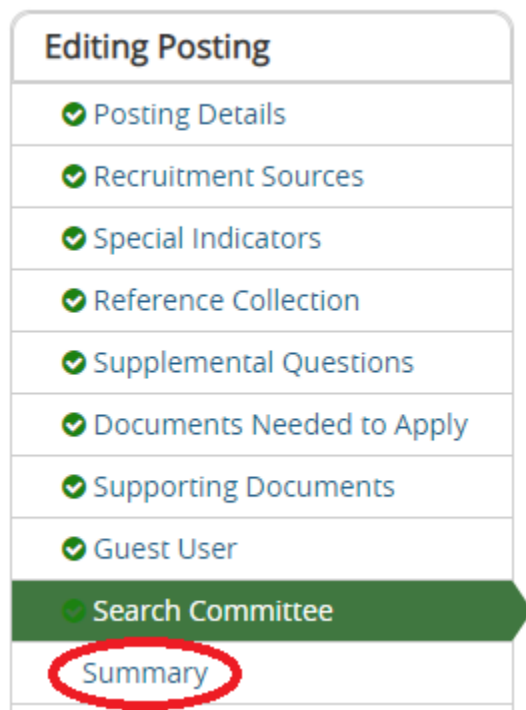 Editing Posting
Posting Details
Recruitment Sources
Special Indicators
Reference Collection
Supplemental Questions
Documents Needed to Apply
Supporting Documents
Guest User
Search Committee
Summary